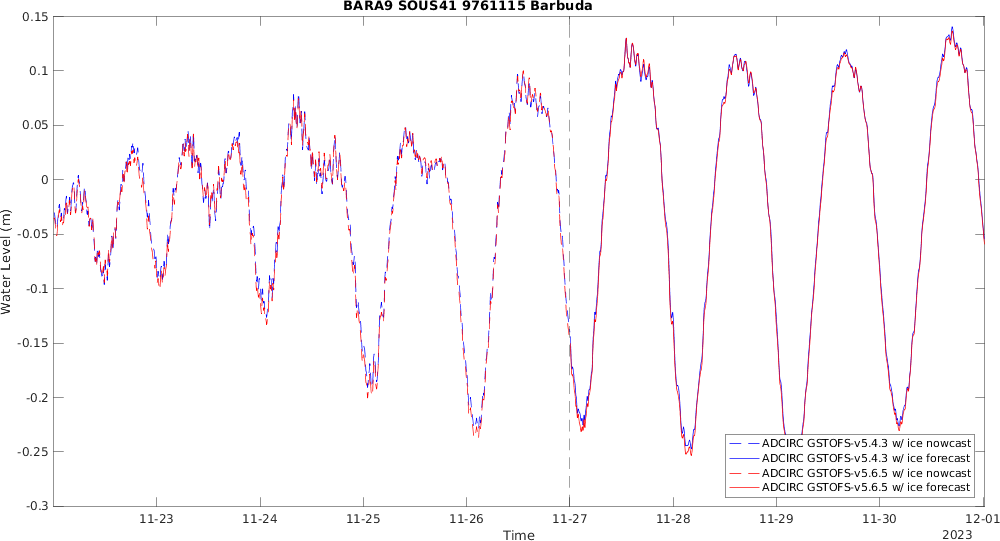 BARA9 SOUS41 9761115 Barbuda
0.15
0.1
0.05
0
-0.05
-0.1
-0.15
-0.2
-0.25
-0.3
Water Level (m)
ADCIRC GSTOFS-v5.4.3 w/ ice nowcast
ADCIRC GSTOFS-v5.4.3 w/ ice forecast
ADCIRC GSTOFS-v5.6.5 w/ ice nowcast
ADCIRC GSTOFS-v5.6.5 w/ ice forecast
11-23 11-24 11-25 11-26 11-27 11-28 11-29 11-30 12-01
Time
2023